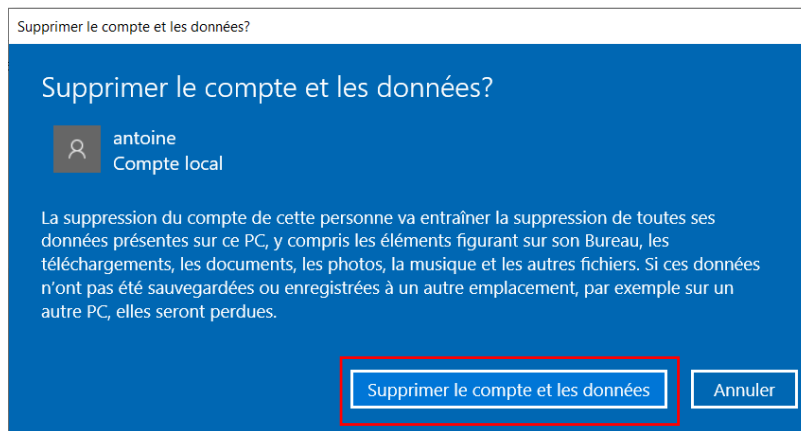 Supprimer le compte et les données?
Supprimer le compte et les données?
antoine
Compte local
La suppression du compte de cette personne va entraîner la suppression de toutes ses
données présentes sur ce PC, y compris les éléments figurant sur son Bureau, les
téléchargements, les documents, les photos, la musique et les autres fichiers. Si ces données
n’ont pas été sauvegardées ou enregistrées à un autre emplacement, par exemple sur un
autre PC, elles seront perdues.
Supprimer le compte et les données
Annuler